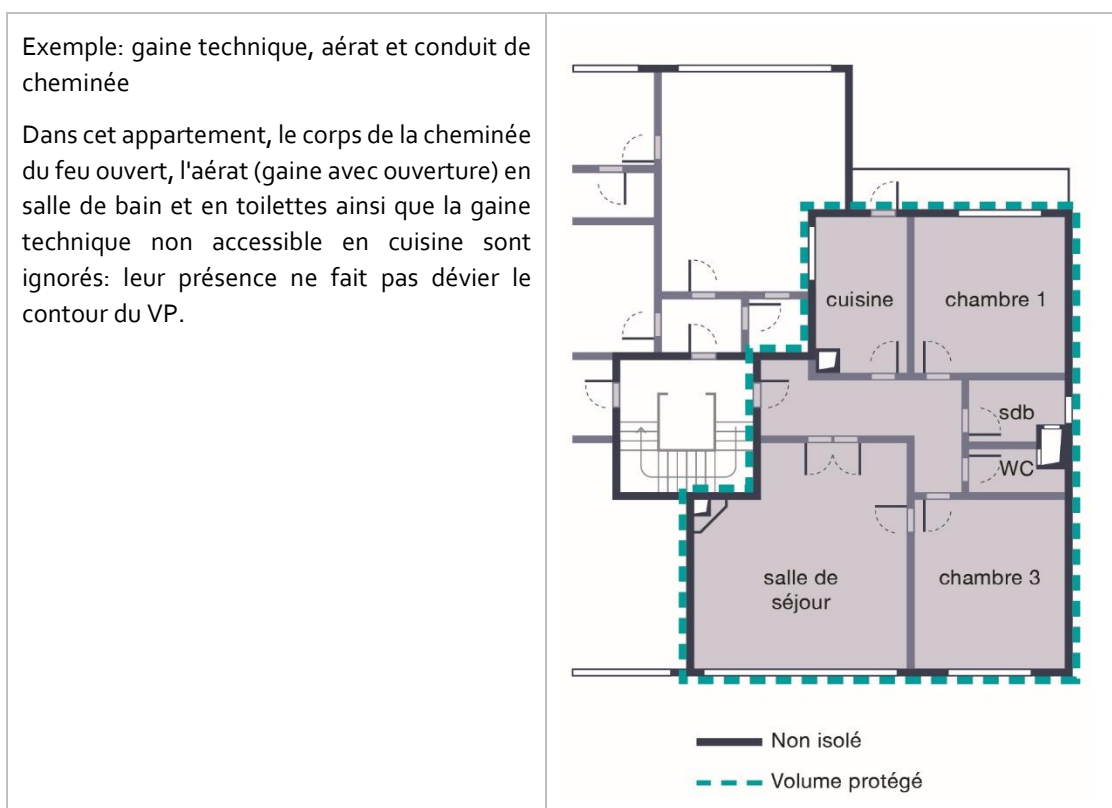 Exemple: gaine technique, aérat et conduit de
cheminée
Dans cet appartement, le corps de la cheminée
du feu ouvert, l'aérat (gaine avec ouverture) en
salle de bain et en toilettes ainsi que la gaine
technique non accessible en cuisine sont
ignorés: leur présence ne fait pas dévier le
contour du VP.
cuisine
chambre 1
sdb
WC
salle de
séjour
chambre 3
Non isolé
Volume protégé